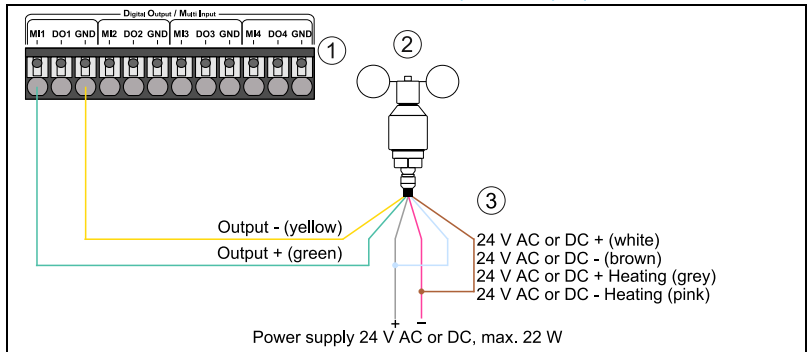 Digital Output / Multi Input
MI1 DO1 GND MI2 DO2 GND MI3 DO3 GND MI4 DO4 GND
1
2
3
Output - (yellow)
Output + (green)
24 V AC or DC + (white)
24 V AC or DC - (brown)
24 V AC or DC + Heating (grey)
24 V AC or DC - Heating (pink)
+ –
Power supply 24 V AC or DC, max. 22 W